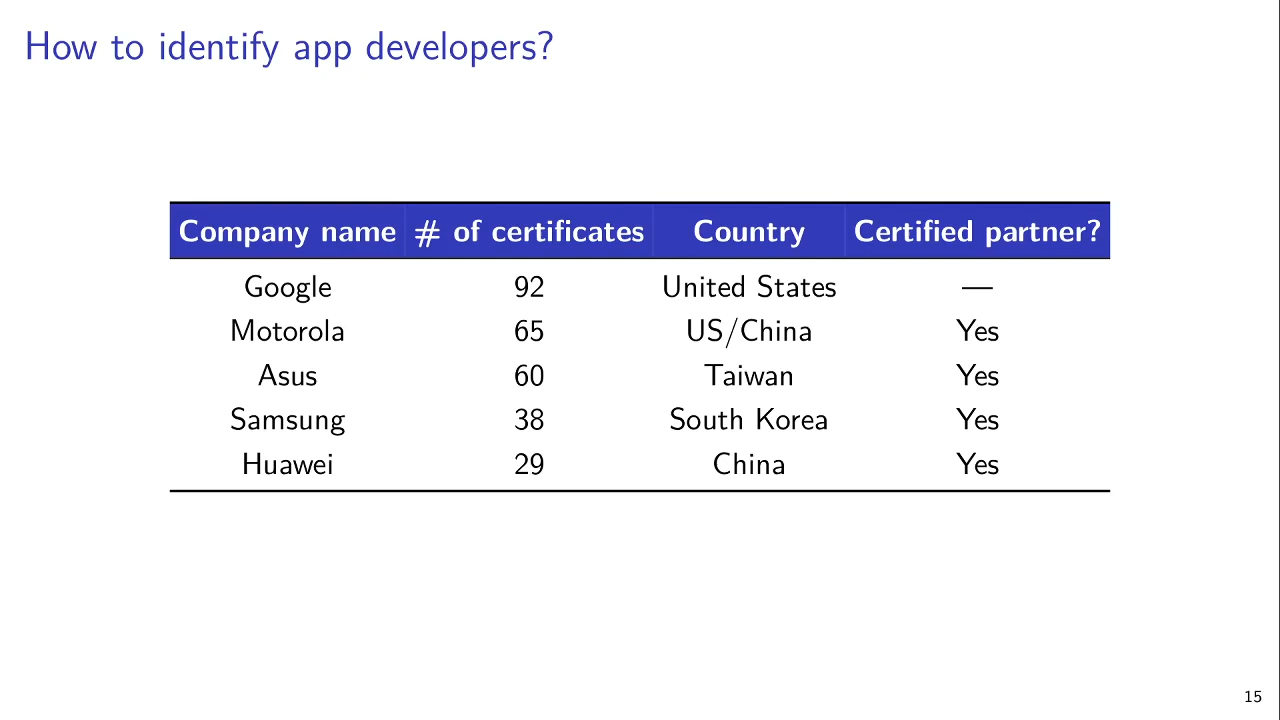 How to identify app developers?
Company name # of certificates Country Certified partner?
Google 92 United States —
Motorola 65 US/China Yes
Asus 60 Taiwan Yes
Samsung 38 South Korea Yes
Huawei 29 China Yes
15